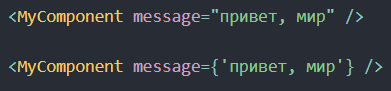 <MyComponent message="привет, мир" />
<MyComponent message={'привет, мир'} />